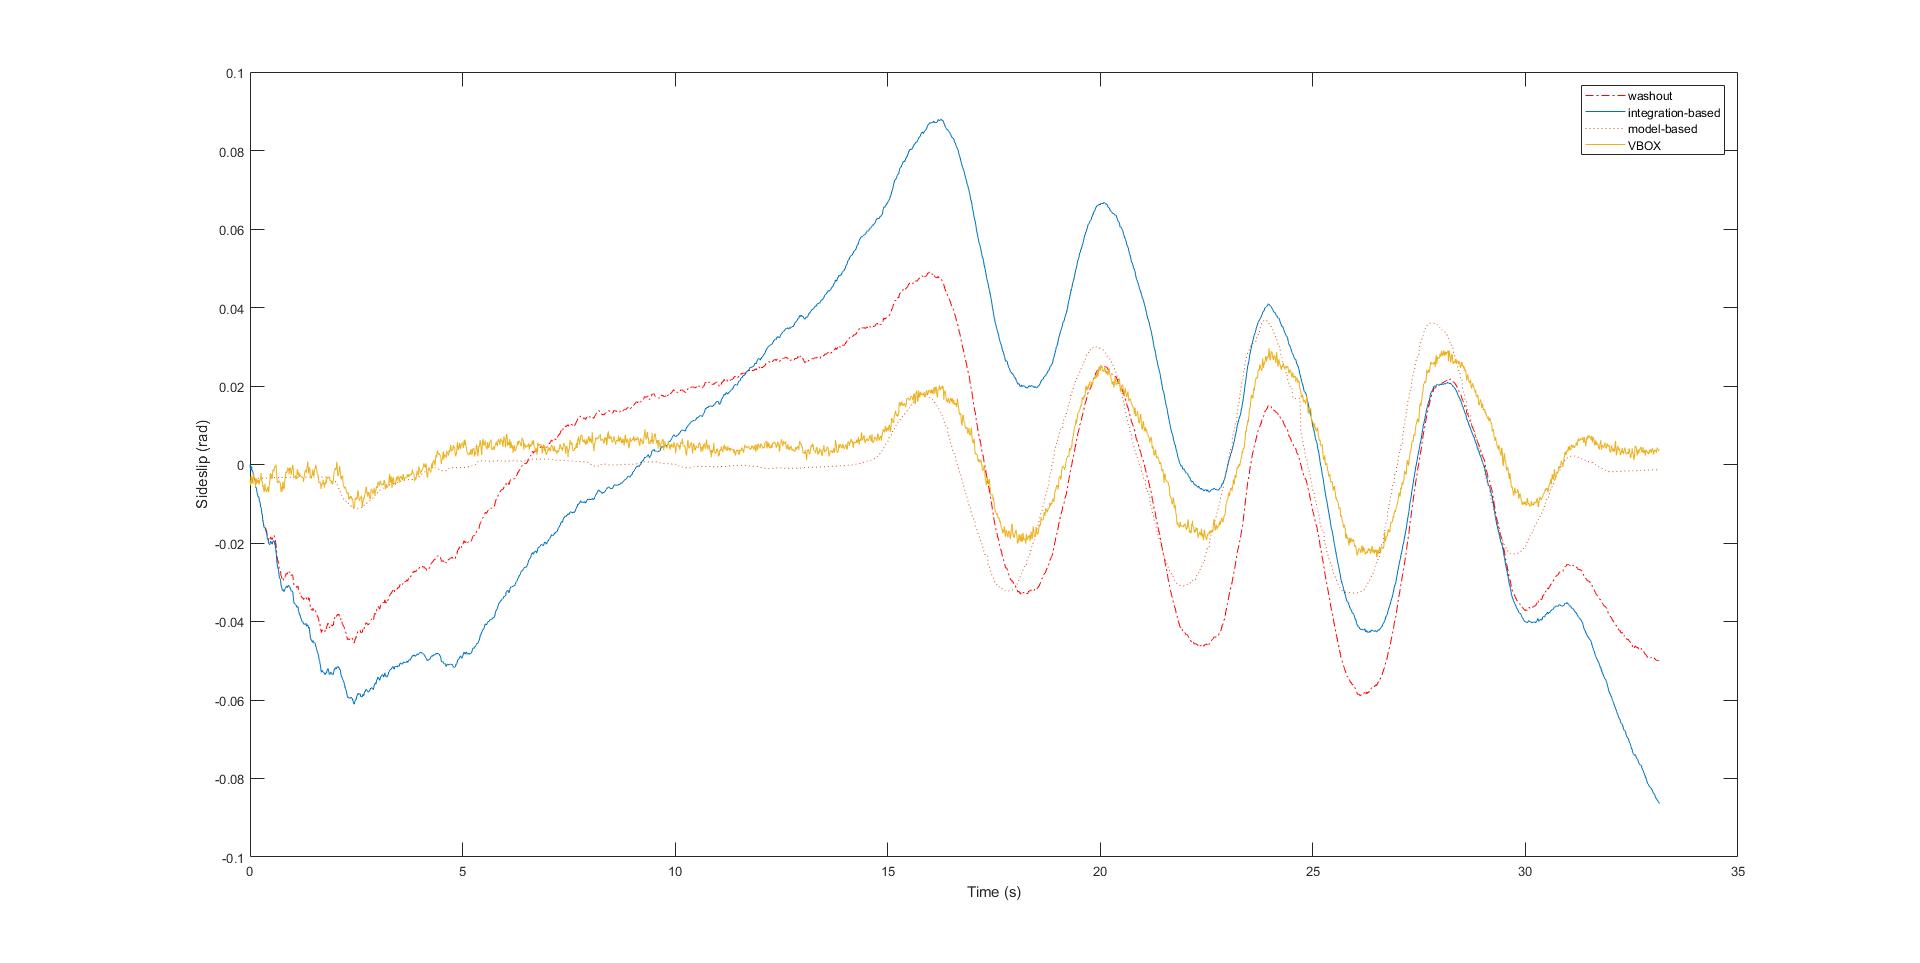 0.1
0.08
0.06
0.04
0.02
0
-0.02
-0.04
-0.06
-0.08
-0.1
Sideslip (rad)
0 5 10 15 20 25 30 35
Time (s)
washout
integration-based
model-based
VBOX